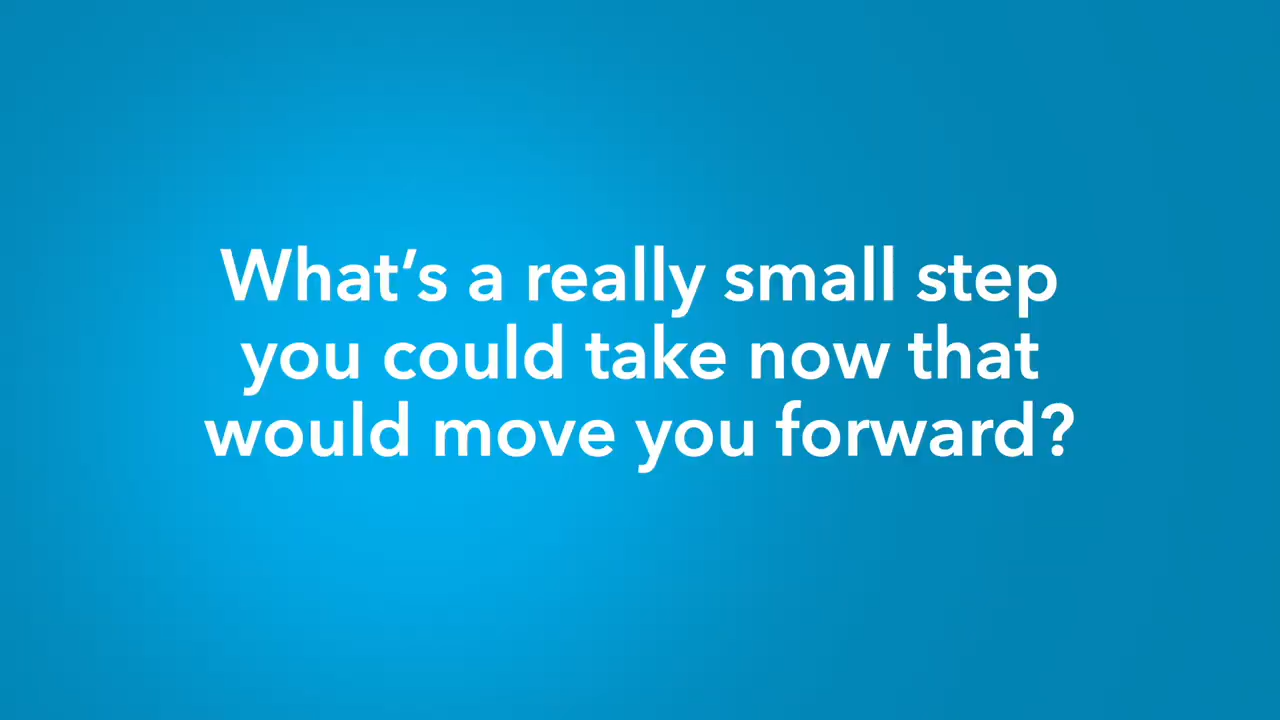 What’s a really small step
you could take now that
would move you forward?